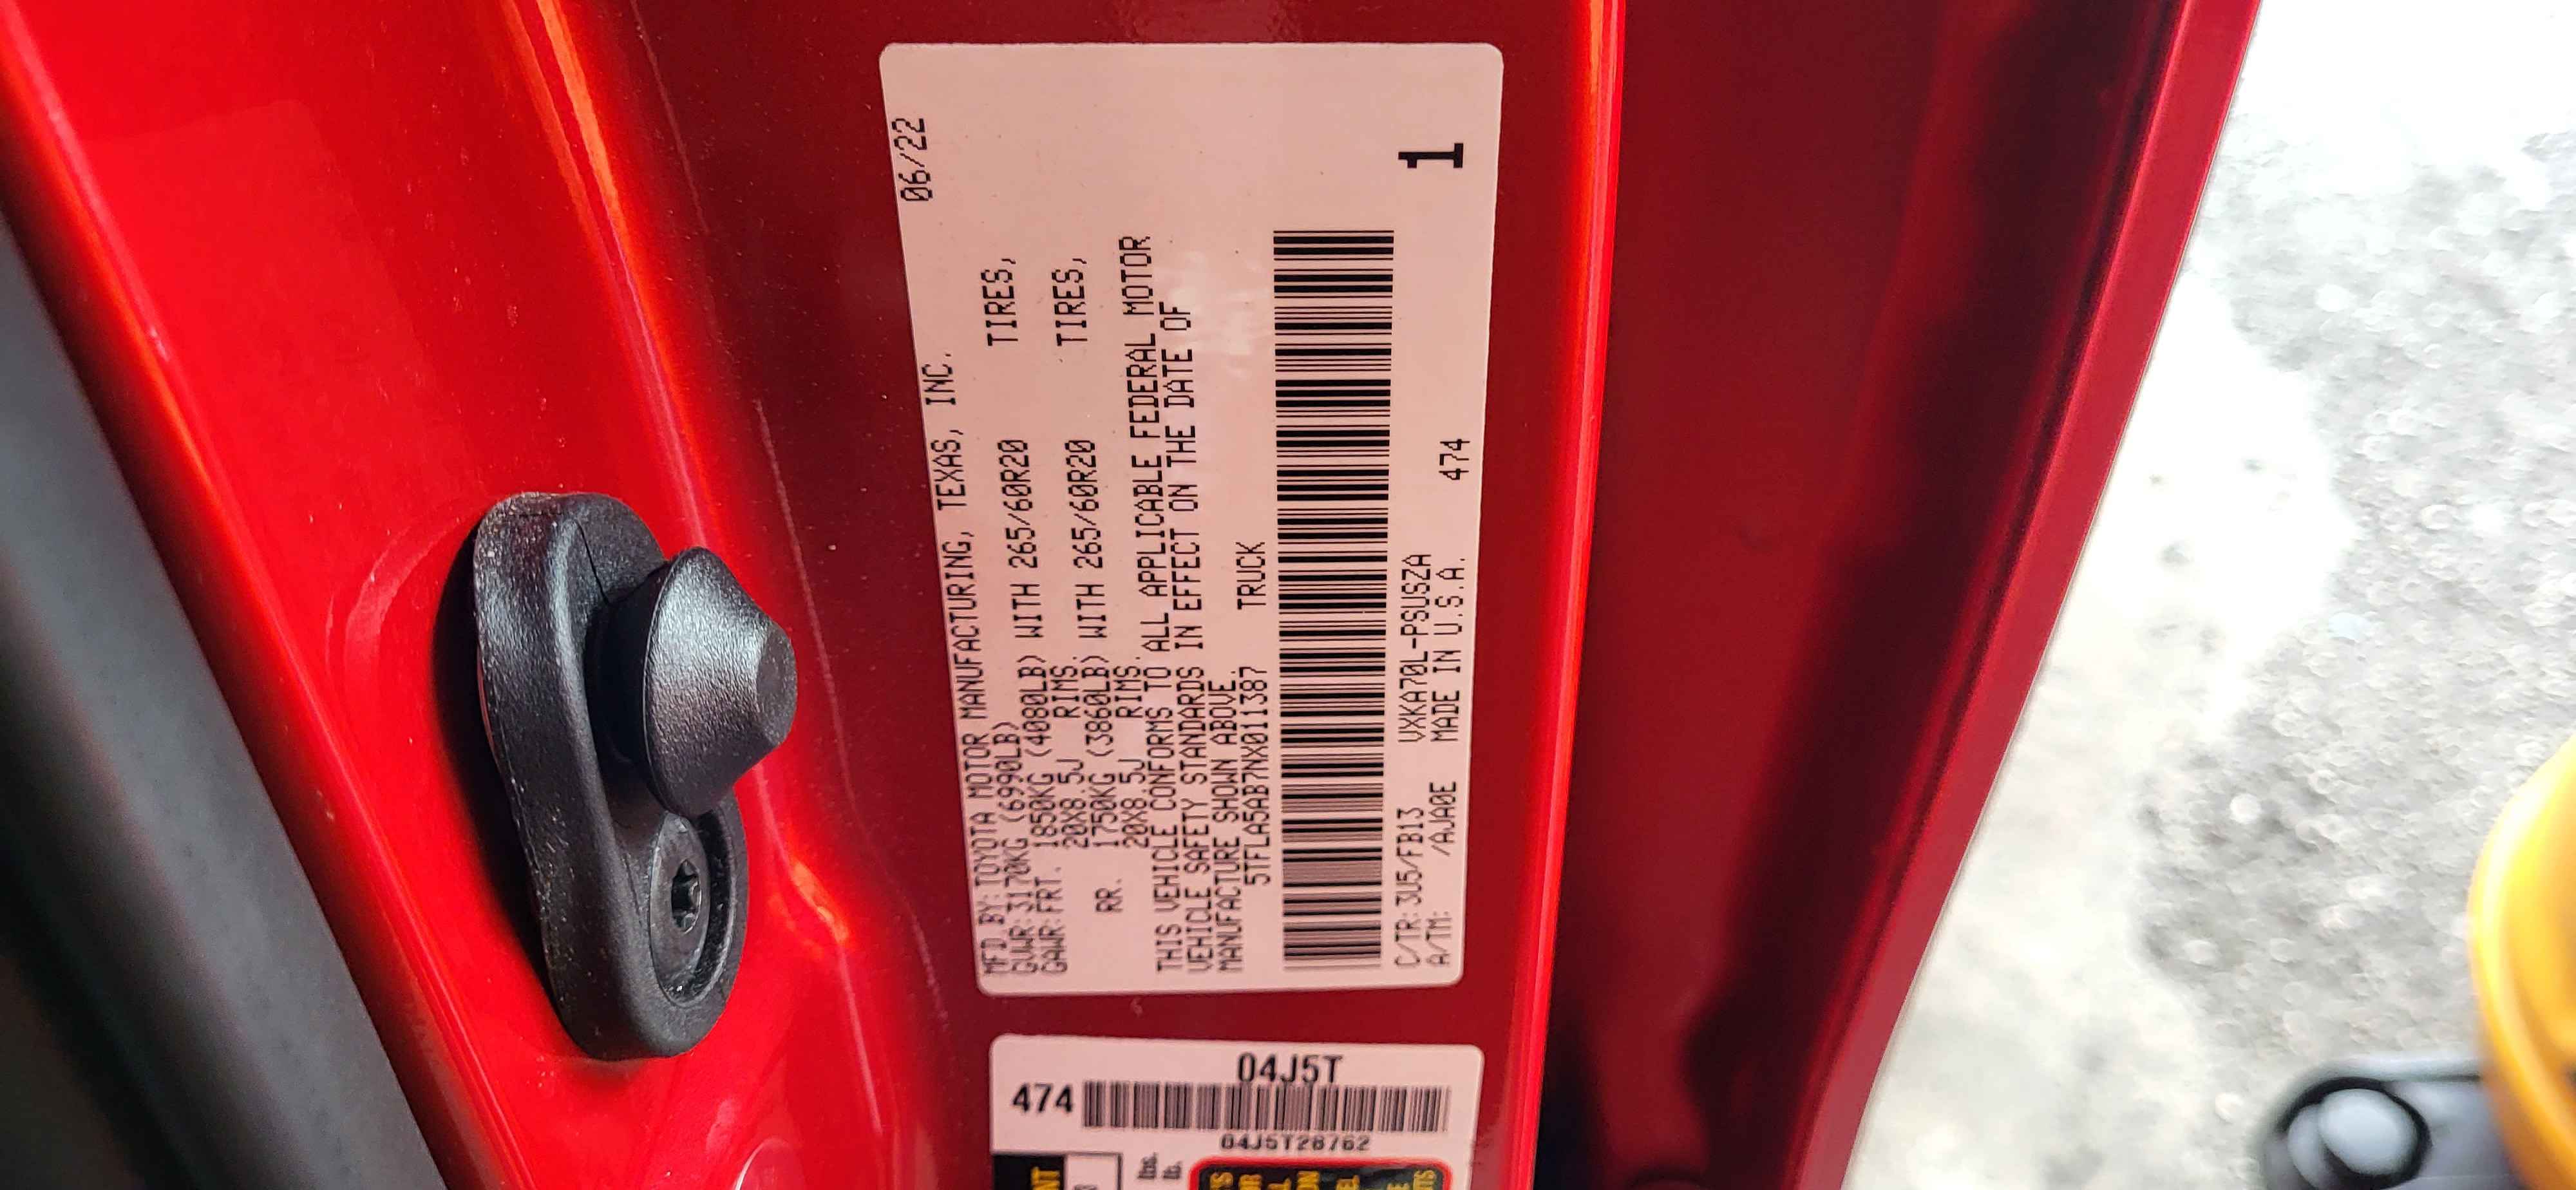 MFD BY: TOYOTA MOTOR MANUFACTURING, TEXAS, INC. 06/22
GVWR: 3170KG (6990LB)
GAWR: FRT. 1850KG (4080LB) WITH 265/60R20 TIRES,
20X8.5J RIMS.
RR. 1750KG (3860LB) WITH 265/60R20 TIRES,
20X8.5J RIMS.
THIS VEHICLE CONFORMS TO ALL APPLICABLE FEDERAL MOTOR
VEHICLE SAFETY STANDARDS IN EFFECT ON THE DATE OF
MANUFACTURE SHOWN ABOVE.
5TFLA5AB7NX011387 TRUCK
C/TR: 3U5/FB13 VXKA70L-PSUSZA
A/TM: /AJA0E MADE IN U.S.A. 474
1
04J5T
474
04J5T28762
lbs.
lb.